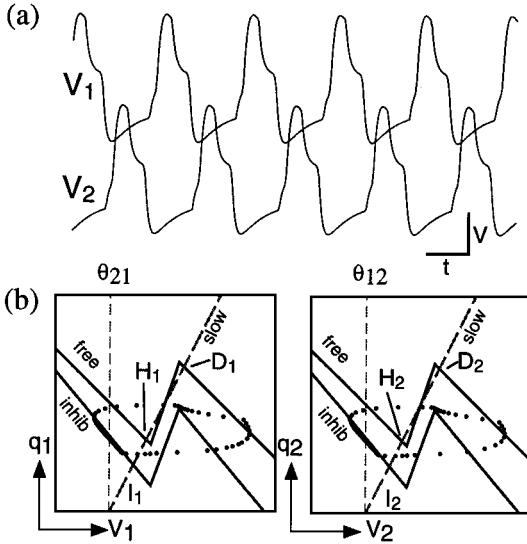 (a)
V1
V2
V
t
θ21
θ12
(b)
free
inhib
H1
D1
I1
slow
q1
V1
free
inhib
H2
D2
I2
slow
q2
V2